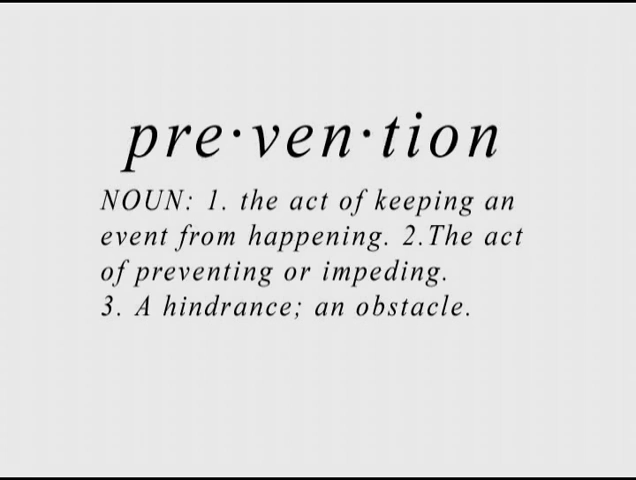 pre·ven·tion
NOUN: 1. the act of keeping an
event from happening. 2.The act
of preventing or impeding.
3. A hindrance; an obstacle.